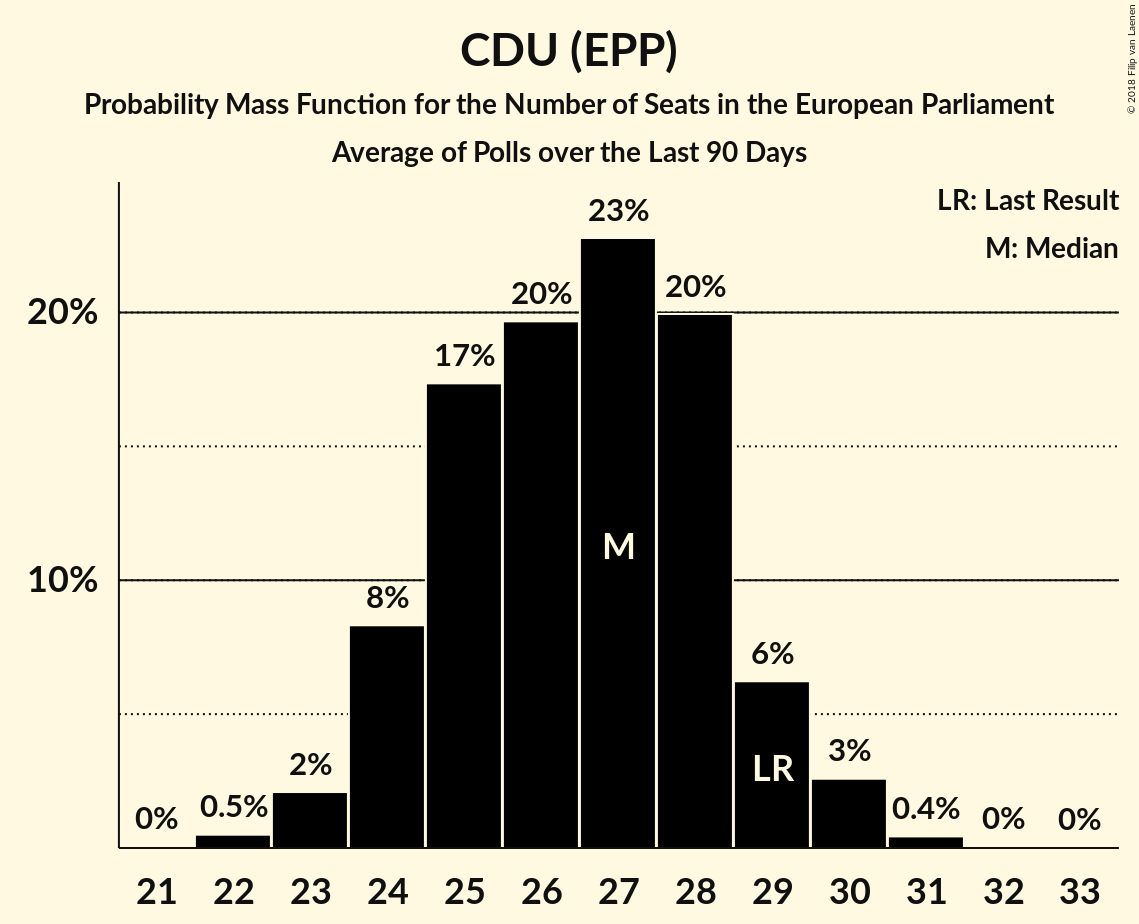 CDU (EPP)
Probability Mass Function for the Number of Seats in the European Parliament
Average of Polls over the Last 90 Days
© 2018 Filip van Laenen
LR: Last Result
M: Median
20%
10%
0%
0.5%
2%
8%
17%
20%
23%
20%
6%
3%
0.4%
0%
0%
M
LR
21 22 23 24 25 26 27 28 29 30 31 32 33